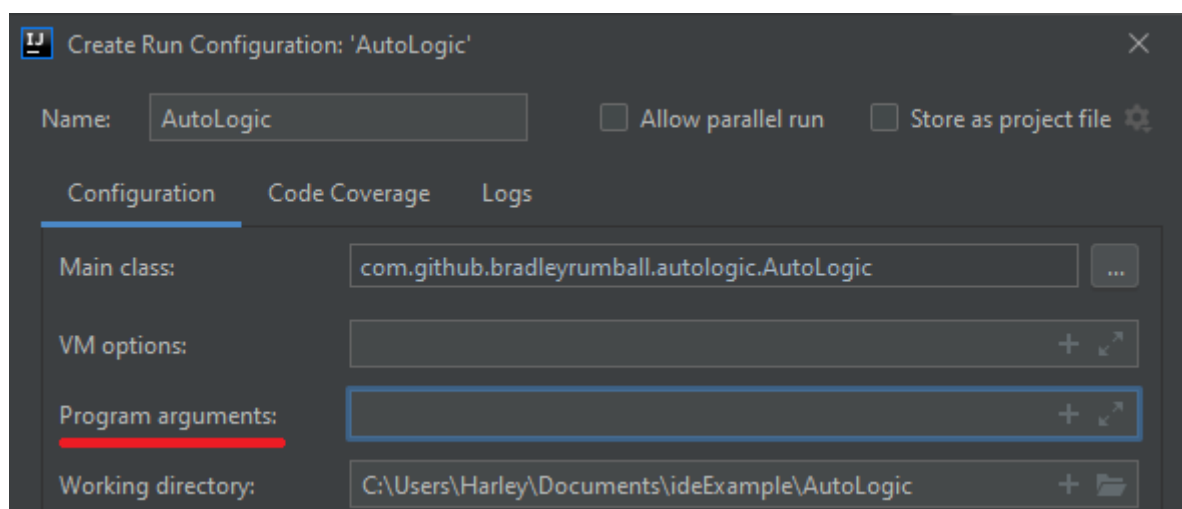 IJ Create Run Configuration: 'AutoLogic'
Name: AutoLogic Allow parallel run Store as project file
Configuration Code Coverage Logs
Main class: com.github.bradleyrumball.autologic.AutoLogic ...
VM options:
Program arguments:
Working directory: C:\Users\Harley\Documents\ideExample\AutoLogic